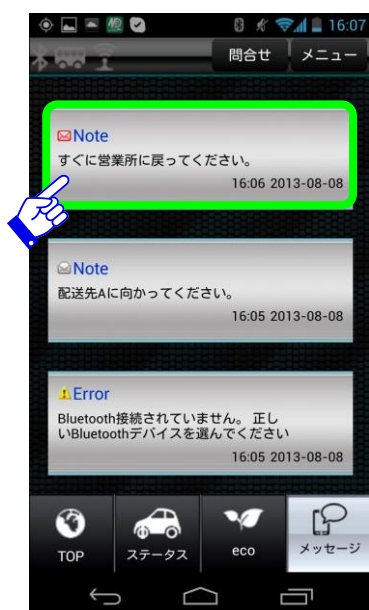 16:07
問合せ
メニュー
Note
すぐに営業所に戻ってください。
16:06 2013-08-08
Note
配送先Aに向かってください。
16:05 2013-08-08
Error
Bluetooth接続されていません。 正し
いBluetoothデバイスを選んでください
16:05 2013-08-08
TOP
ステータス
eco
メッセージ